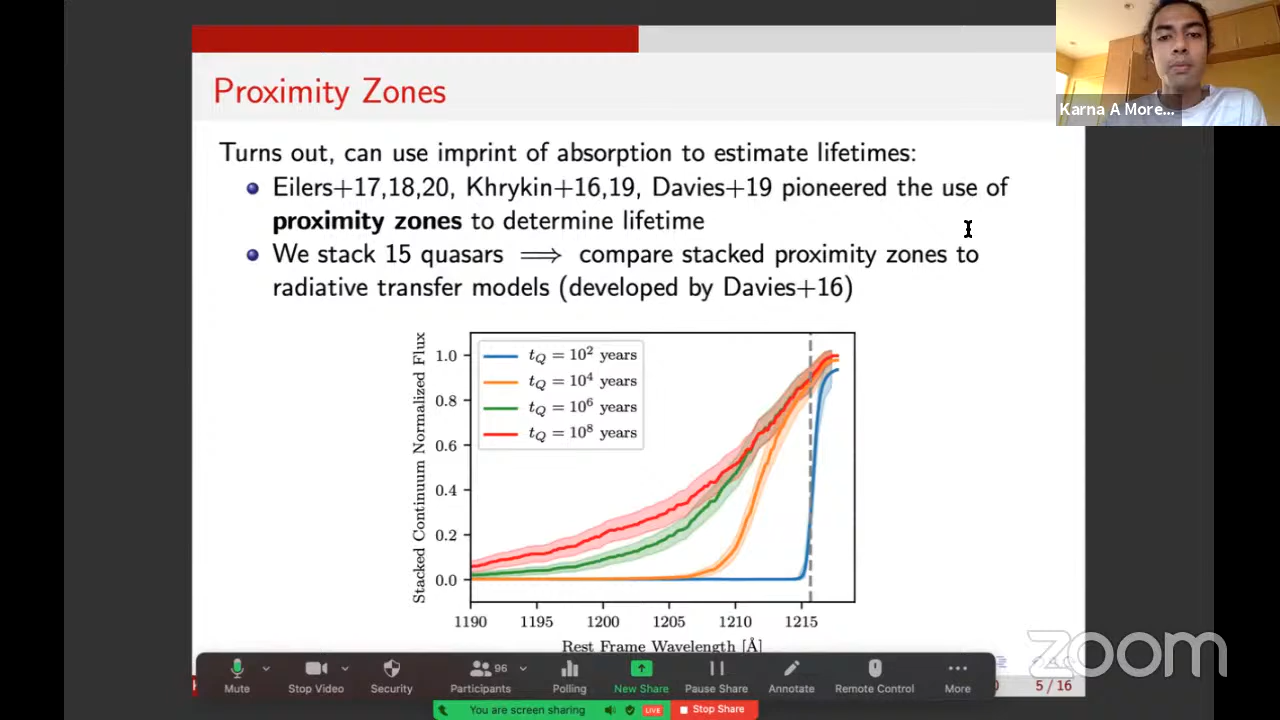 Proximity Zones
Karna A More...
Turns out, can use imprint of absorption to estimate lifetimes:
Eilers+17,18,20, Khrykin+16,19, Davies+19 pioneered the use of
proximity zones to determine lifetime
We stack 15 quasars ⟹ compare stacked proximity zones to
radiative transfer models (developed by Davies+16)
Stacked Continuum Normalized Flux
1.0
0.8
0.6
0.4
0.2
0.0
t_Q = 10² years
t_Q = 10⁴ years
t_Q = 10⁶ years
t_Q = 10⁸ years
1190 1195 1200 1205 1210 1215
Rest Frame Wavelength [Å]
zoom
Mute Stop Video Security Participants 96 Polling New Share Pause Share Annotate Remote Control More
5 / 16
You are screen sharing LIVE Stop Share